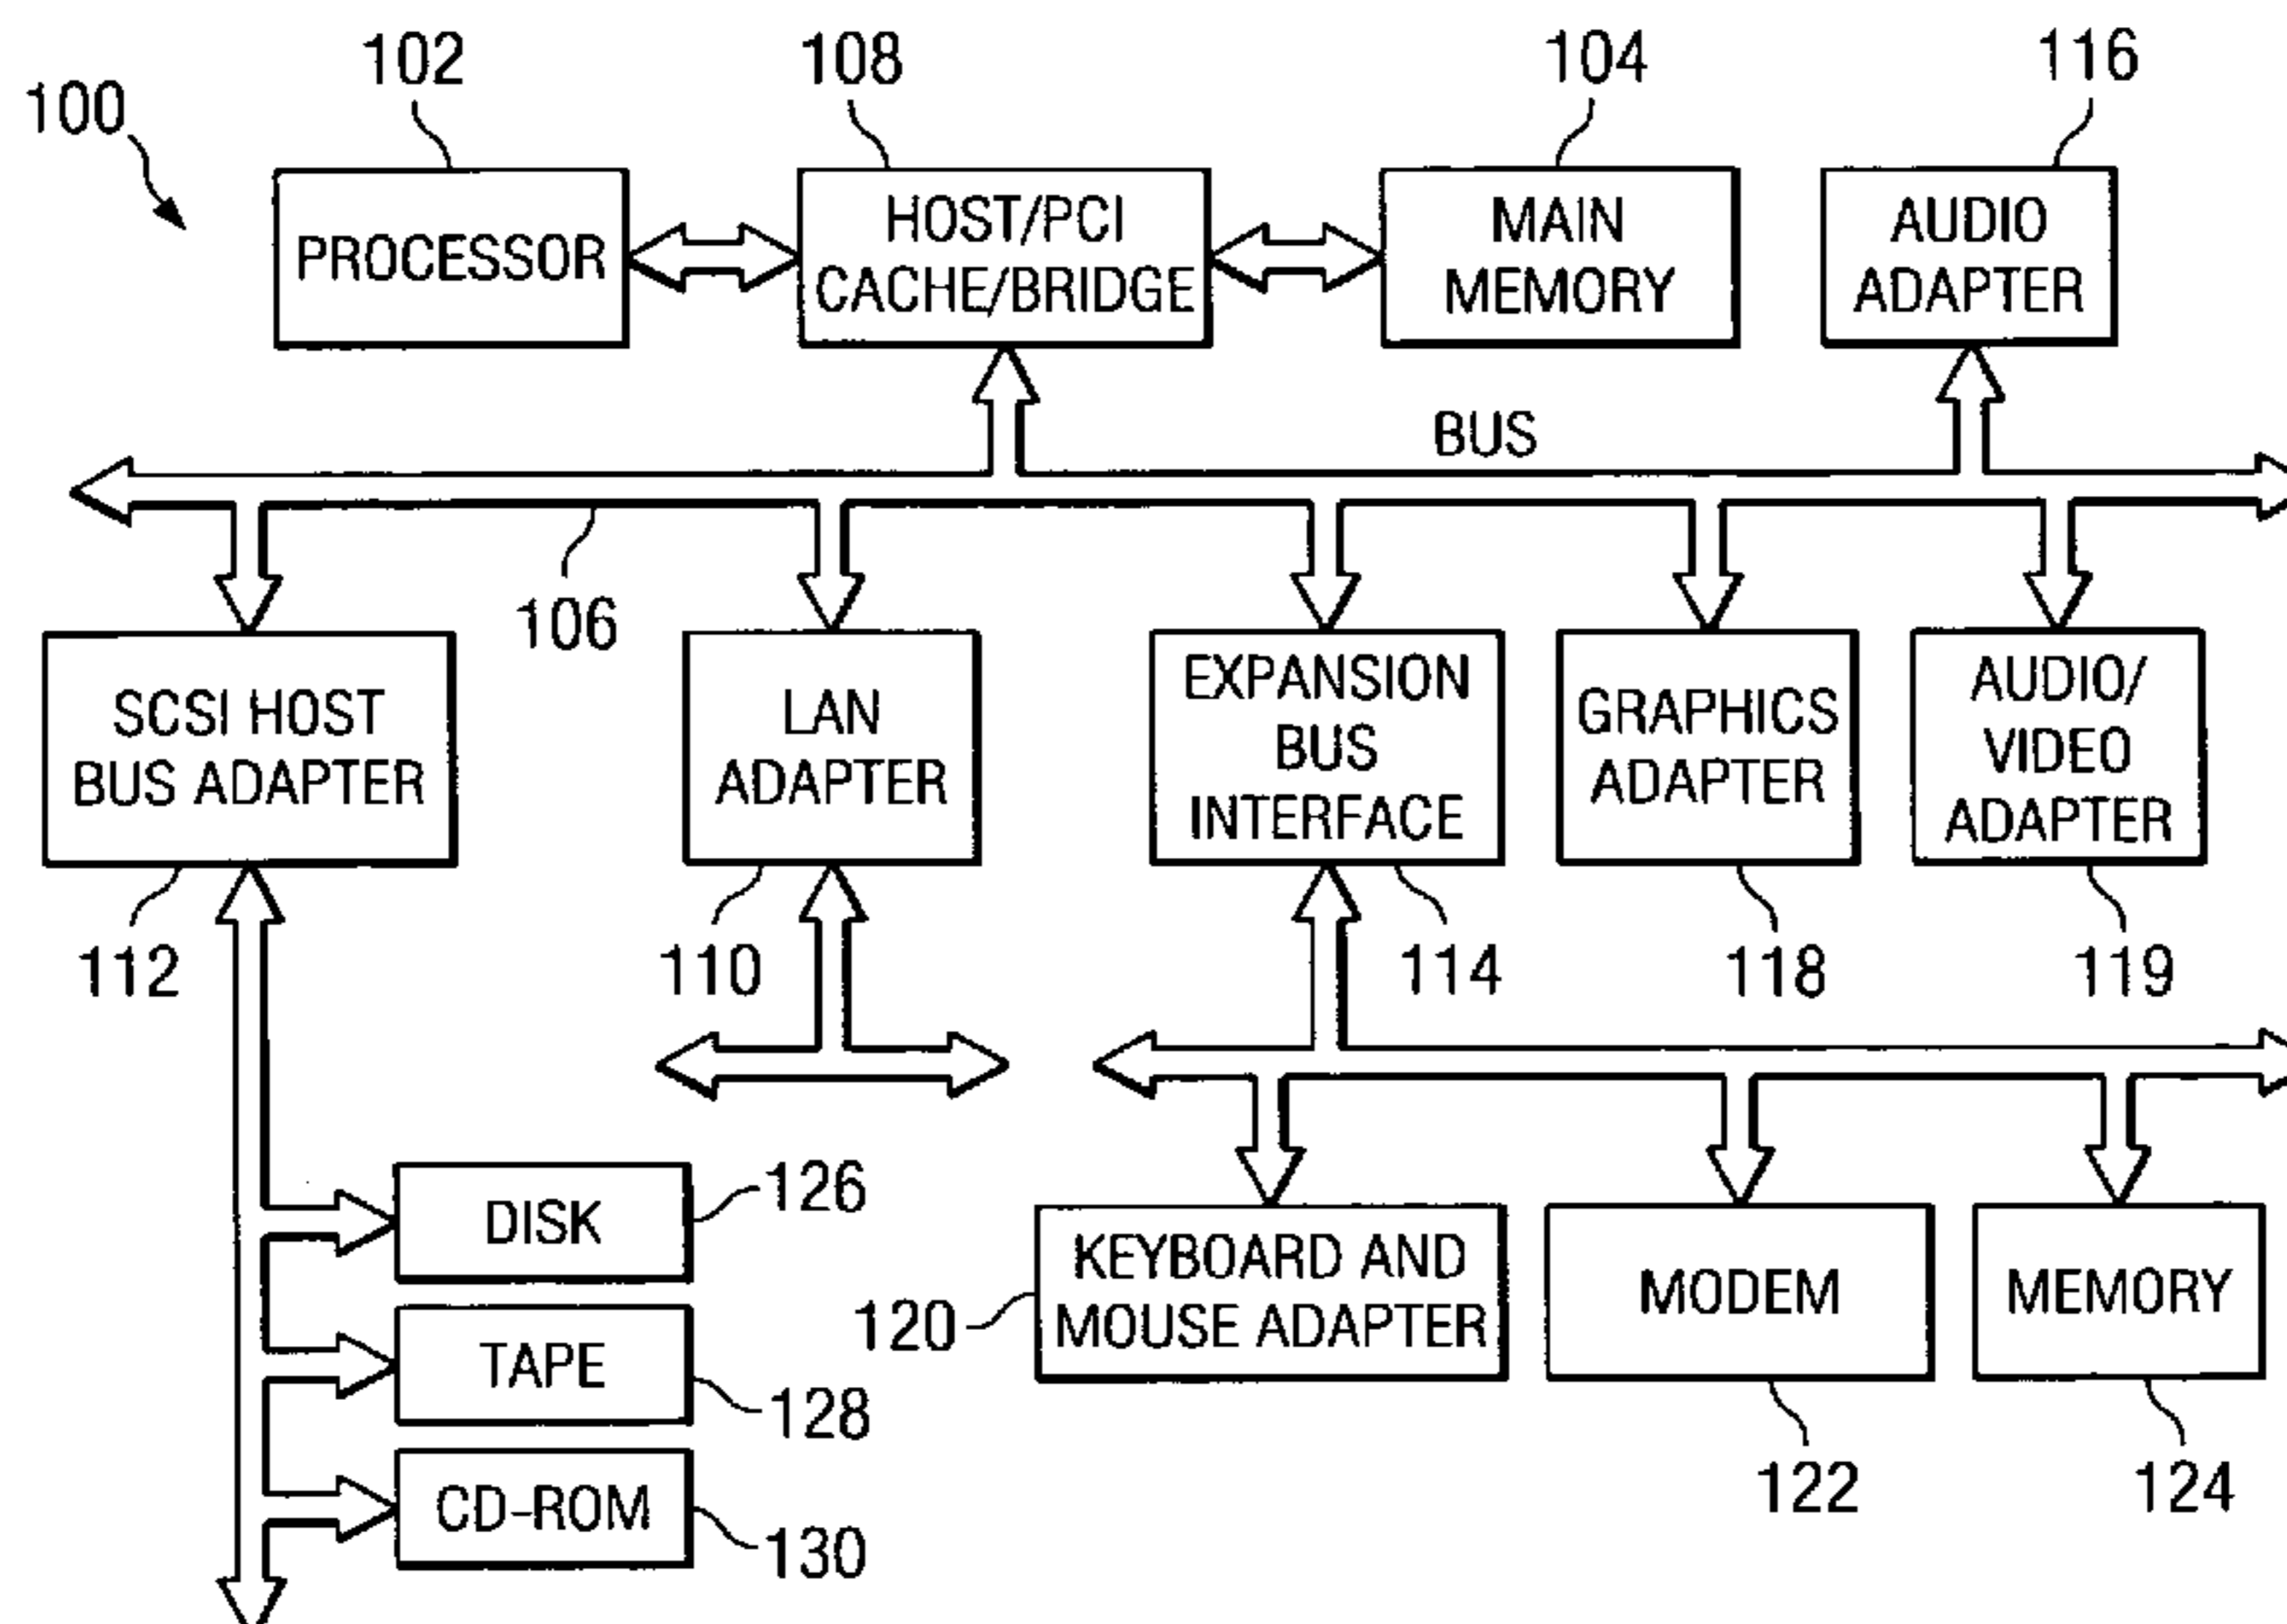 100
102
108
104
116
PROCESSOR
HOST/PCI
CACHE/BRIDGE
MAIN
MEMORY
AUDIO
ADAPTER
BUS
106
SCSI HOST
BUS ADAPTER
LAN
ADAPTER
EXPANSION
BUS
INTERFACE
GRAPHICS
ADAPTER
AUDIO/
VIDEO
ADAPTER
112
110
114
118
119
DISK
126
TAPE
128
CD-ROM
130
120
KEYBOARD AND
MOUSE ADAPTER
MODEM
MEMORY
122
124